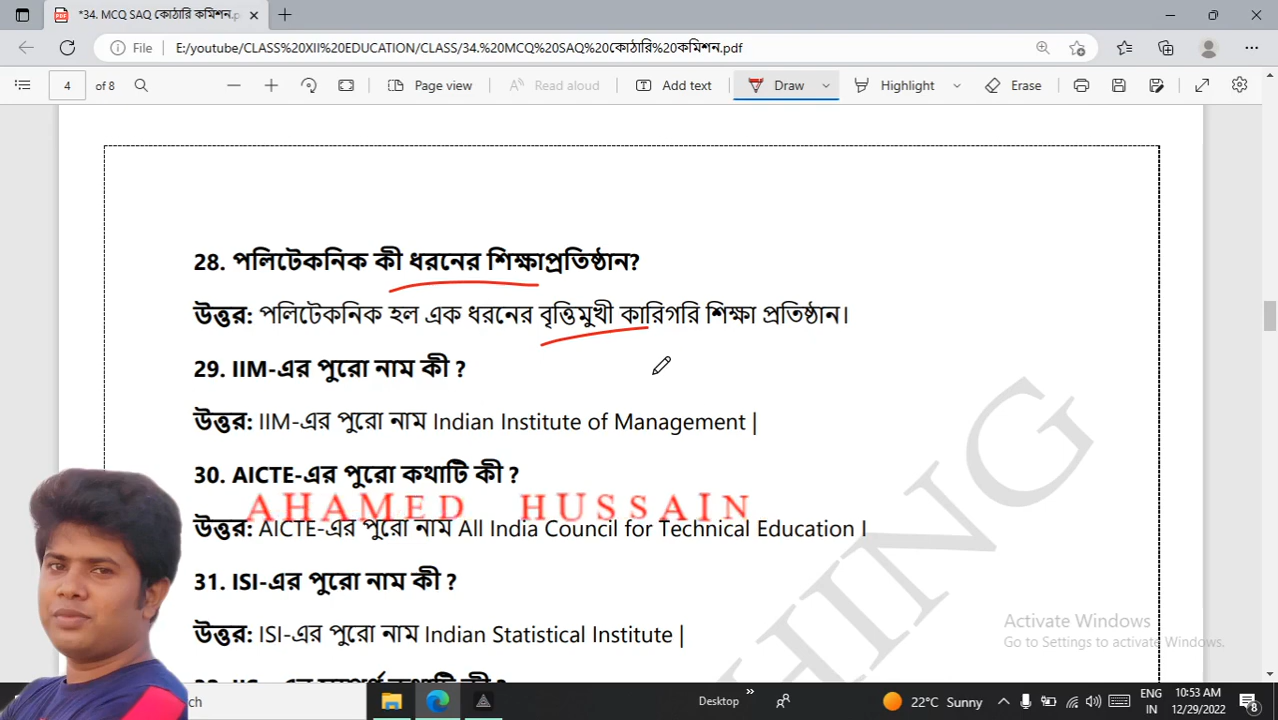 *34. MCQ SAQ কোঠারি কমিশন.p
File E:/youtube/CLASS%20XII%20EDUCATION/CLASS/34.%20MCQ%20SAQ%20কোঠারি%20কমিশন.pdf
4 of 8 Page view Read aloud Add text Draw Highlight Erase
28. পলিটেকনিক কী ধরনের শিক্ষাপ্রতিষ্ঠান?
উত্তর: পলিটেকনিক হল এক ধরনের বৃত্তিমুখী কারিগরি শিক্ষা প্রতিষ্ঠান।
29. IIM-এর পুরো নাম কী ?
উত্তর: IIM-এর পুরো নাম Indian Institute of Management |
30. AICTE-এর পুরো কথাটি কী ?
AHAMED HUSSAIN
উত্তর: AICTE-এর পুরো নাম All India Council for Technical Education I
31. ISI-এর পুরো নাম কী ?
উত্তর: ISI-এর পুরো নাম Indian Statistical Institute |
HING
Activate Windows
Go to Settings to activate Windows.
rch
Desktop
22°C Sunny
ENG
IN
10:53 AM
12/29/2022
8